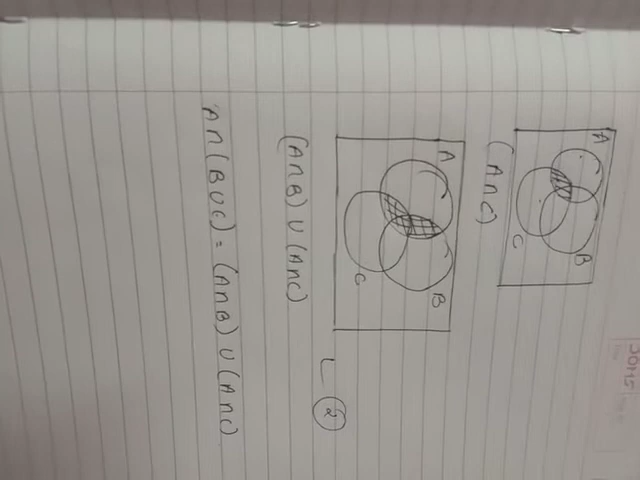 A
B
C
(A∩C)
A
B
C
(A∩B) ∪ (A∩C)
②
A∩(B∪C) = (A∩B) ∪ (A∩C)